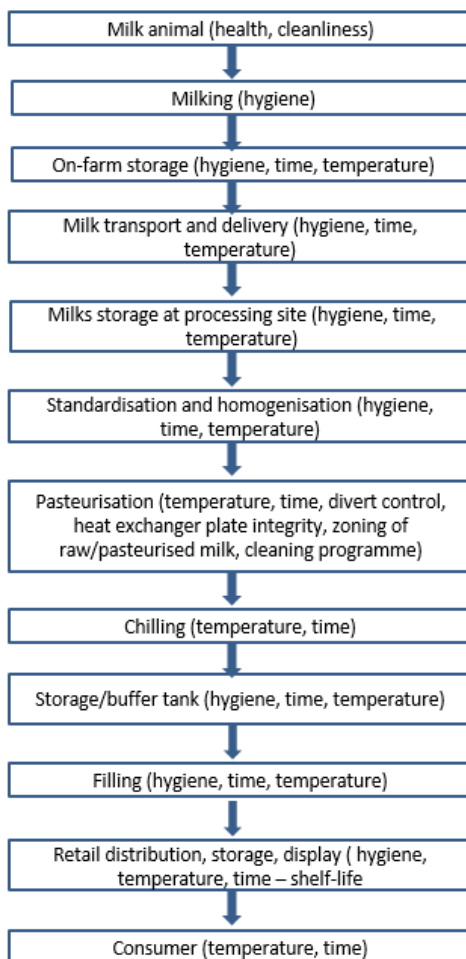 Milk animal (health, cleanliness)
Milking (hygiene)
On-farm storage (hygiene, time, temperature)
Milk transport and delivery (hygiene, time,
temperature)
Milks storage at processing site (hygiene, time,
temperature)
Standardisation and homogenisation (hygiene,
time, temperature)
Pasteurisation (temperature, time, divert control,
heat exchanger plate integrity, zoning of
raw/pasteurised milk, cleaning programme)
Chilling (temperature, time)
Storage/buffer tank (hygiene, time, temperature)
Filling (hygiene, time, temperature)
Retail distribution, storage, display ( hygiene,
temperature, time – shelf-life
Consumer (temperature, time)